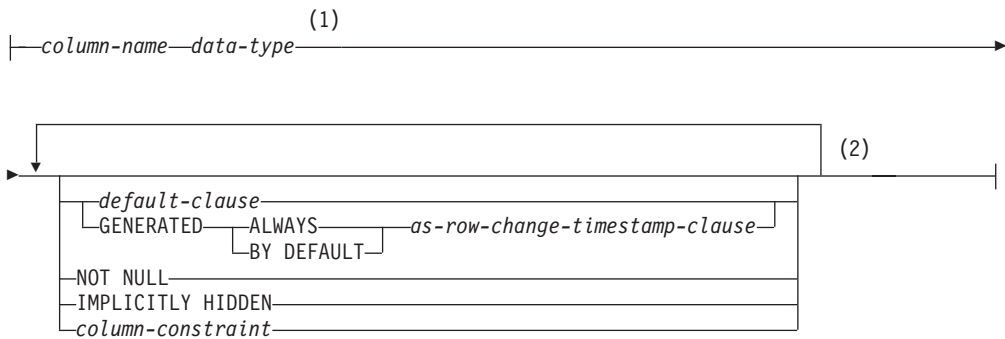 (1)
column-name data-type
(2)
default-clause
GENERATED ALWAYS as-row-change-timestamp-clause
BY DEFAULT
NOT NULL
IMPLICITLY HIDDEN
column-constraint